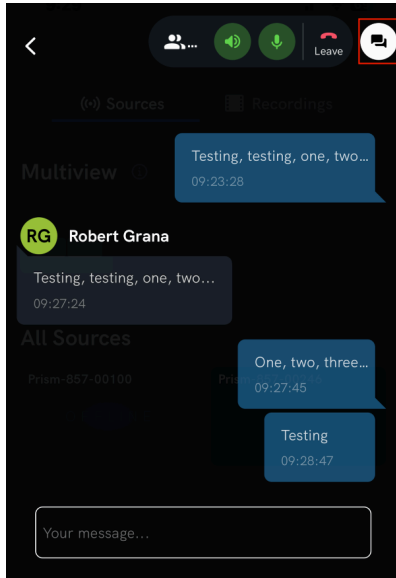 ...
Leave
Sources
Recordings
Testing, testing, one, two...
09:23:28
Multiview
RG Robert Grana
Testing, testing, one, two...
09:27:24
All Sources
One, two, three...
09:27:45
Prism-857-00100
Testing
09:28:47
Your message...